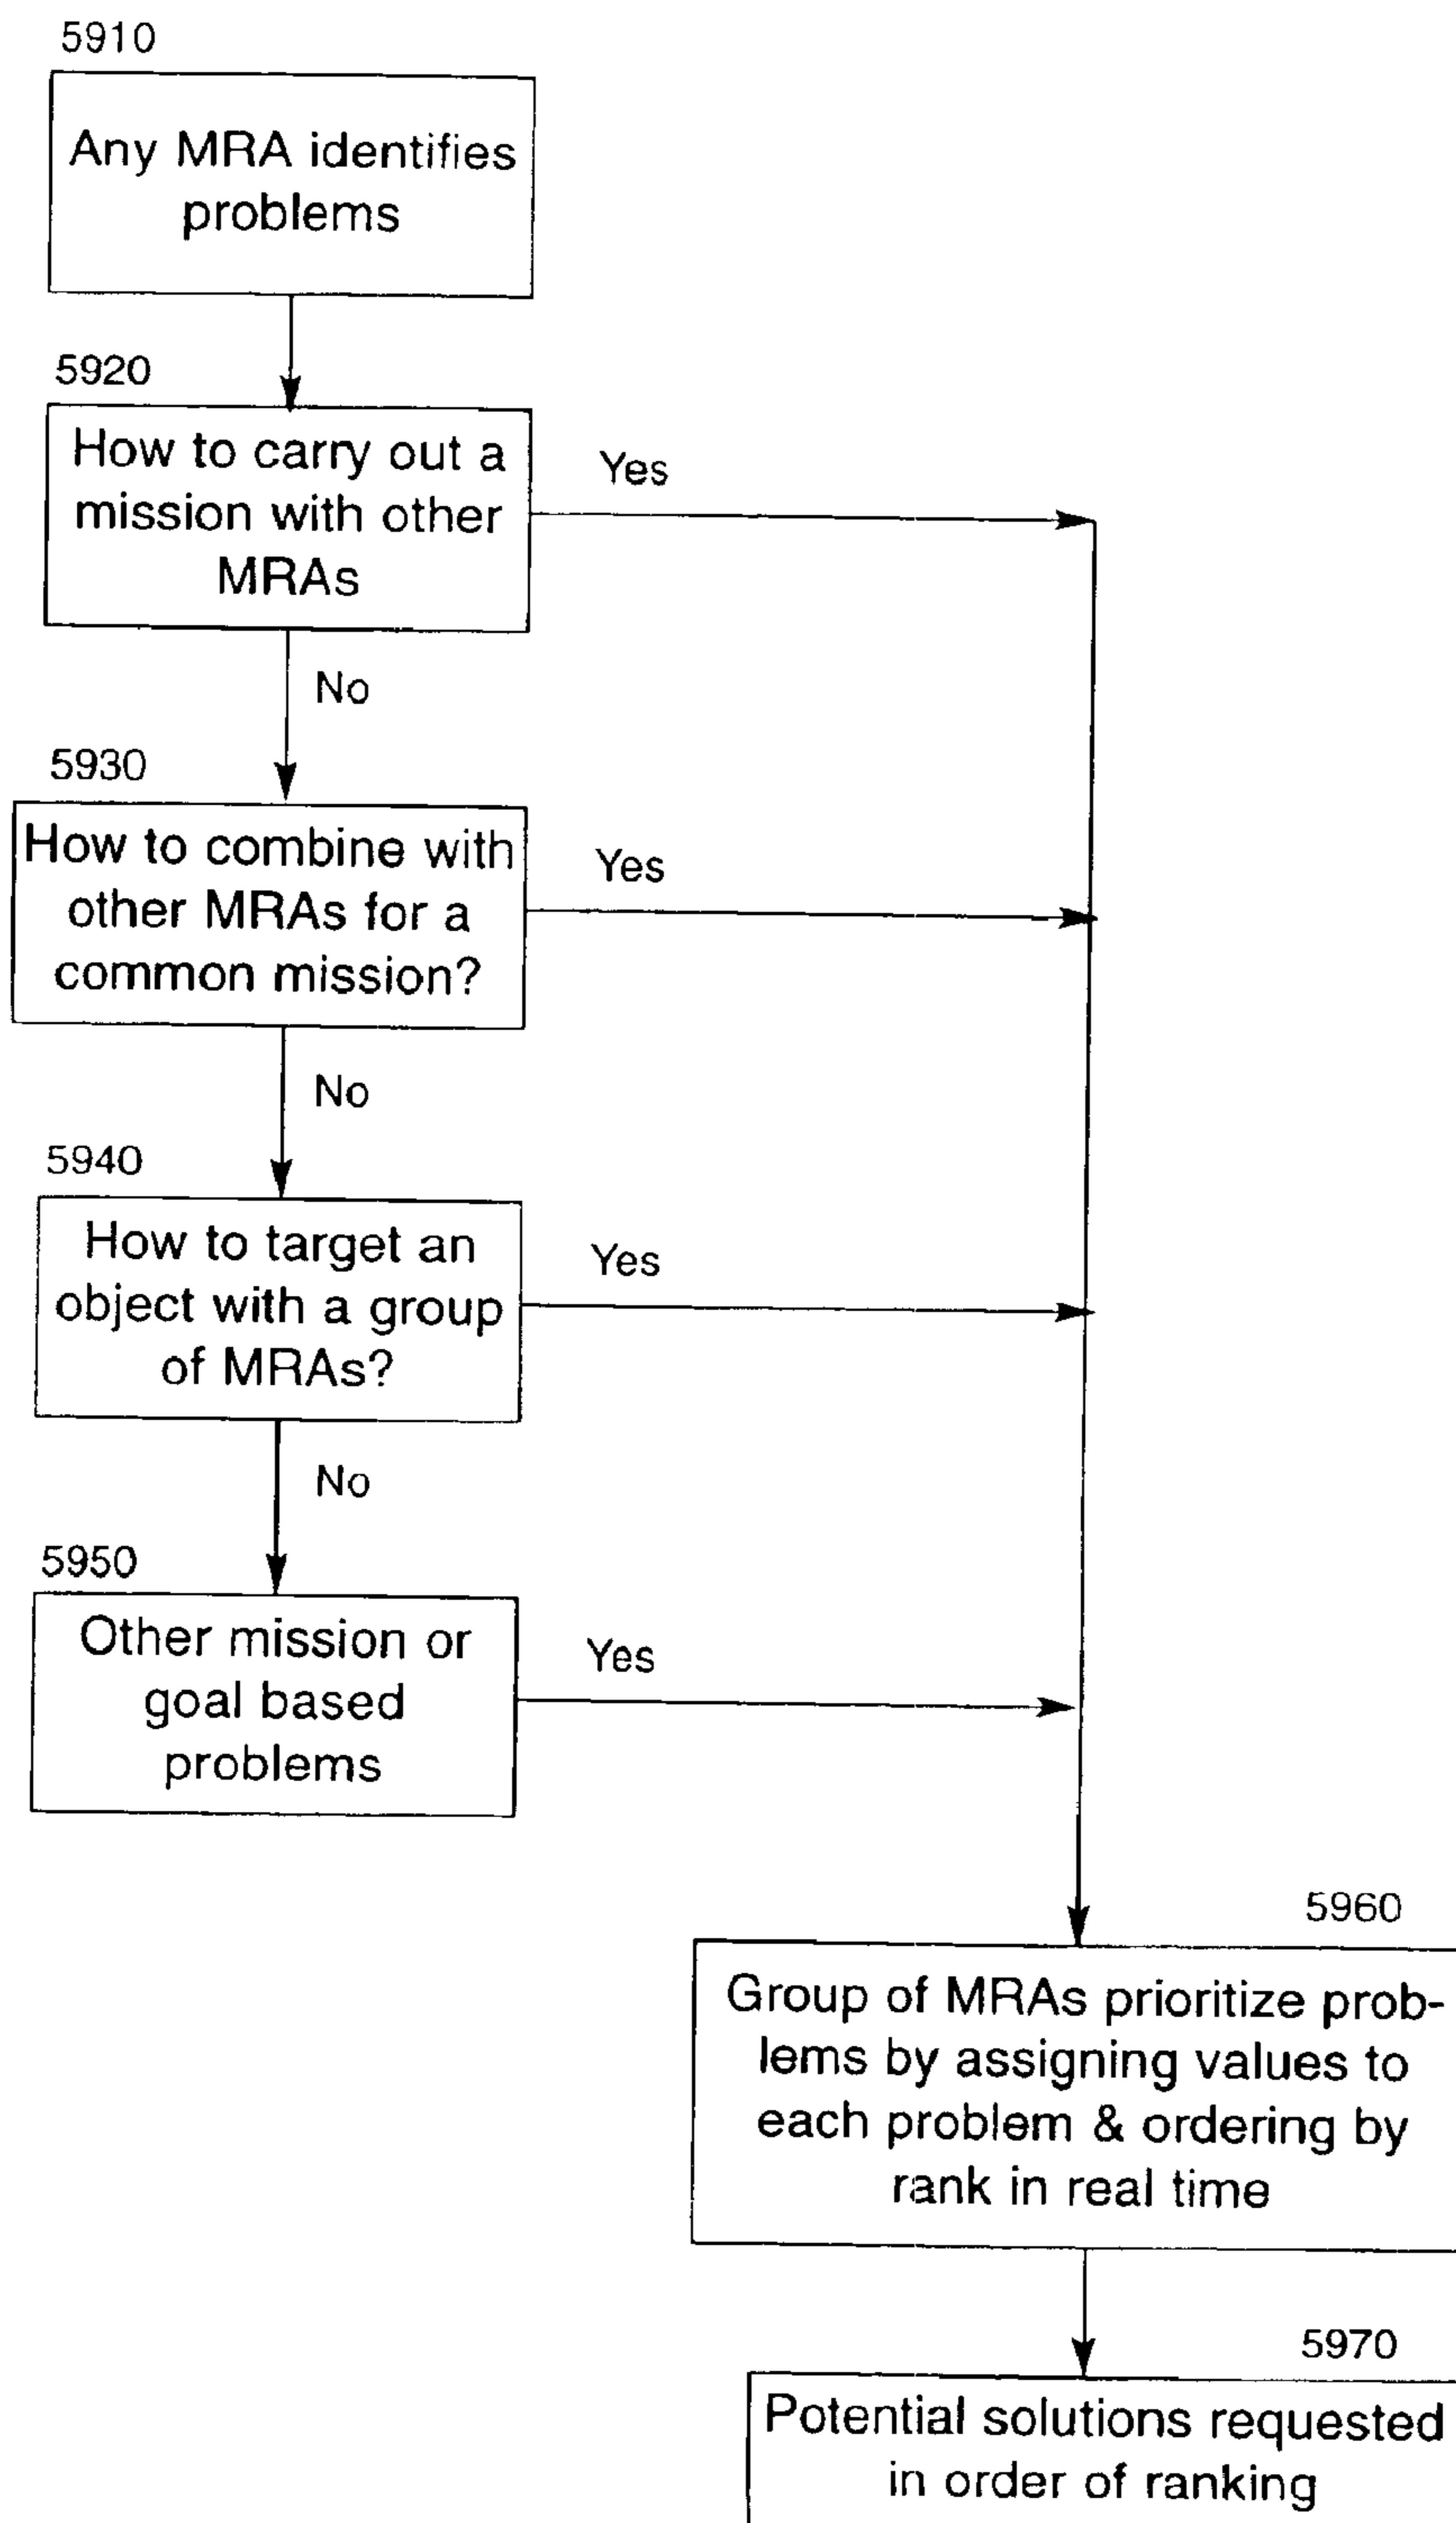 5910
Any MRA identifies
problems
5920
How to carry out a
mission with other
MRAs
Yes
No
5930
How to combine with
other MRAs for a
common mission?
Yes
No
5940
How to target an
object with a group
of MRAs?
Yes
No
5950
Other mission or
goal based
problems
Yes
5960
Group of MRAs prioritize prob-
lems by assigning values to
each problem & ordering by
rank in real time
5970
Potential solutions requested
in order of ranking